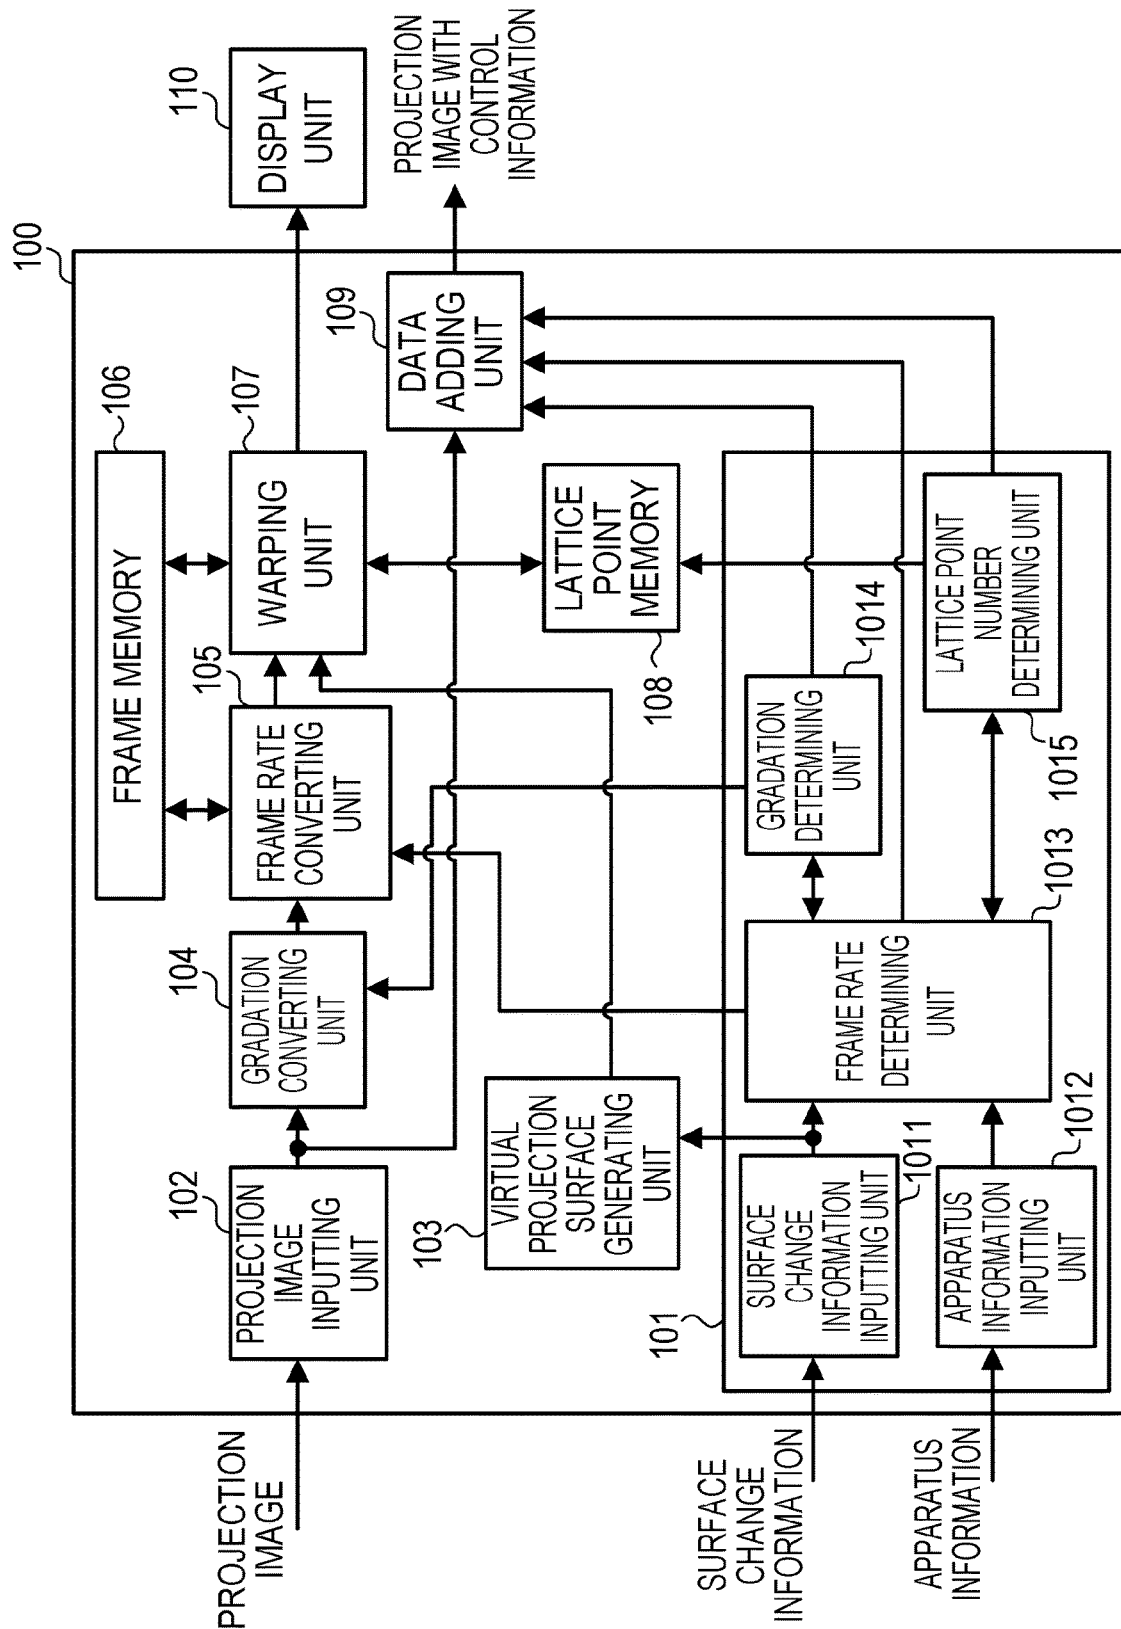 100
PROJECTION
IMAGE
102
PROJECTION
IMAGE
INPUTTING
UNIT
104
GRADATION
CONVERTING
UNIT
105
FRAME RATE
CONVERTING
UNIT
FRAME MEMORY
106
WARPING
UNIT
107
DISPLAY
UNIT
110
103
VIRTUAL
PROJECTION
SURFACE
GENERATING
UNIT
LATTICE
POINT
MEMORY
108
109
DATA
ADDING
UNIT
PROJECTION
IMAGE WITH
CONTROL
INFORMATION
101
SURFACE
CHANGE
INFORMATION
SURFACE
CHANGE
INFORMATION
INPUTTING UNIT
1011
APPARATUS
INFORMATION
APPARATUS
INFORMATION
INPUTTING
UNIT
1012
FRAME RATE
DETERMINING
UNIT
1013
GRADATION
DETERMINING
UNIT
1014
LATTICE POINT
NUMBER
DETERMINING UNIT
1015